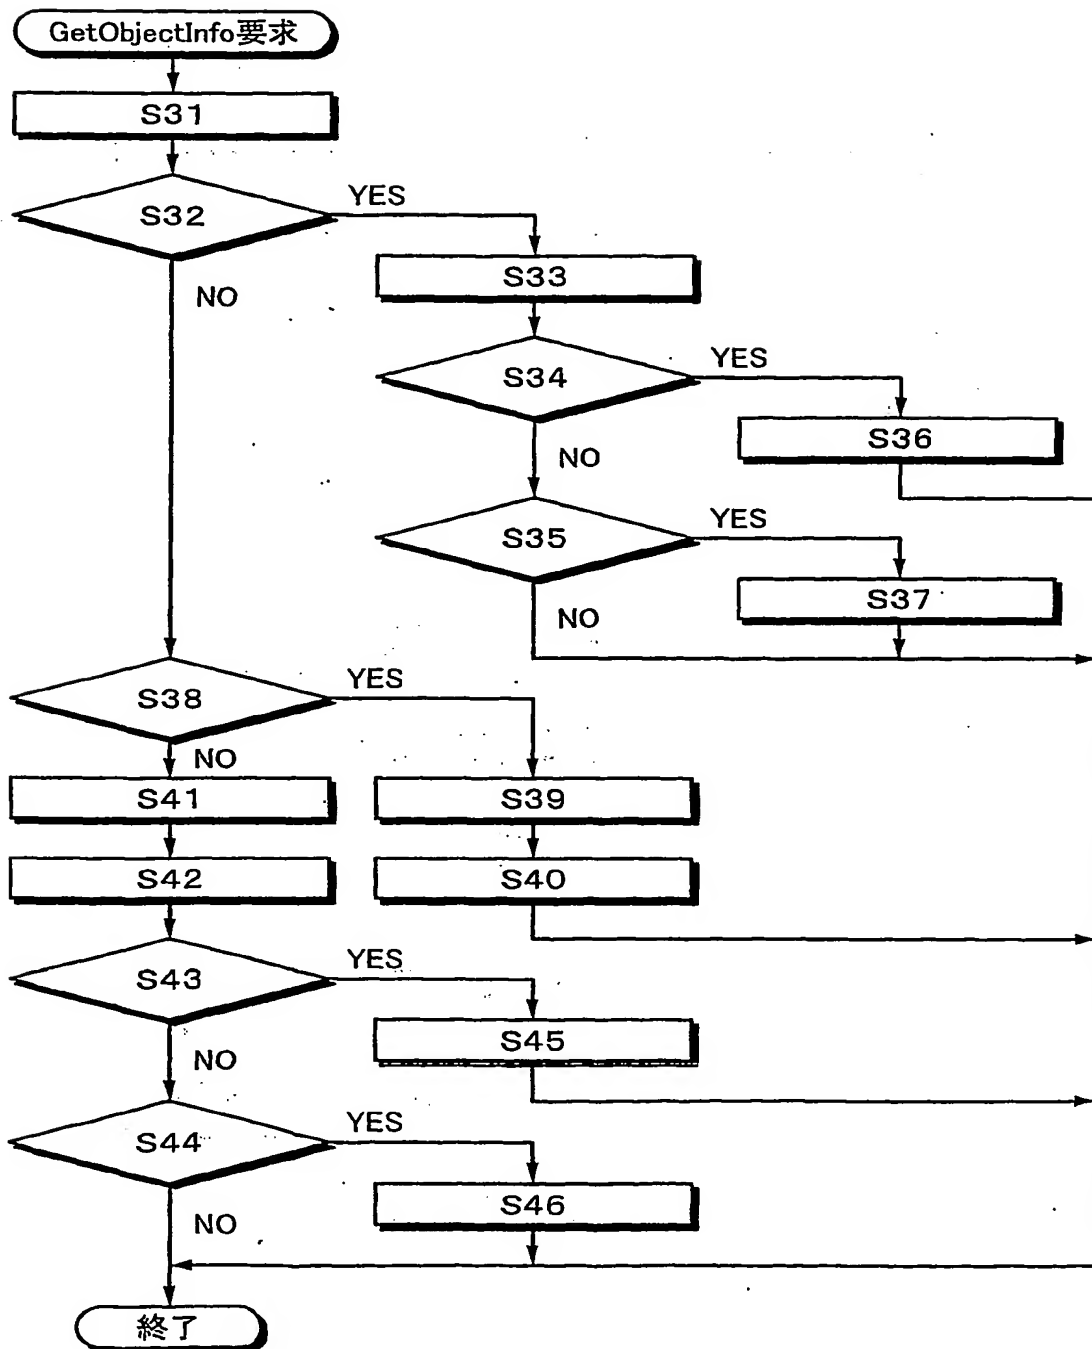 GetObjectInfo要求
S31
S32
YES
NO
S33
S34
YES
NO
S36
S35
YES
NO
S37
S38
YES
NO
S41
S39
S42
S40
S43
YES
NO
S45
S44
YES
NO
S46
終了